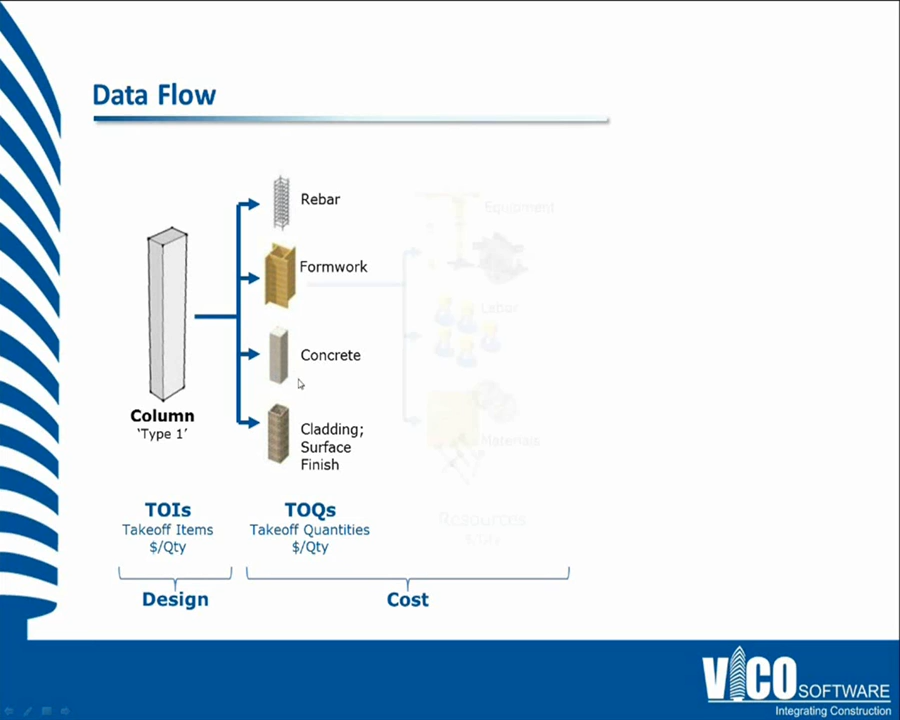 Data Flow
Rebar
Formwork
Concrete
Cladding;
Surface
Finish
Column
‘Type 1’
Equipment
Labor
Materials
TOIs
Takeoff Items
$/Qty
TOQs
Takeoff Quantities
$/Qty
Resources
Design
Cost
VICO SOFTWARE
Integrating Construction